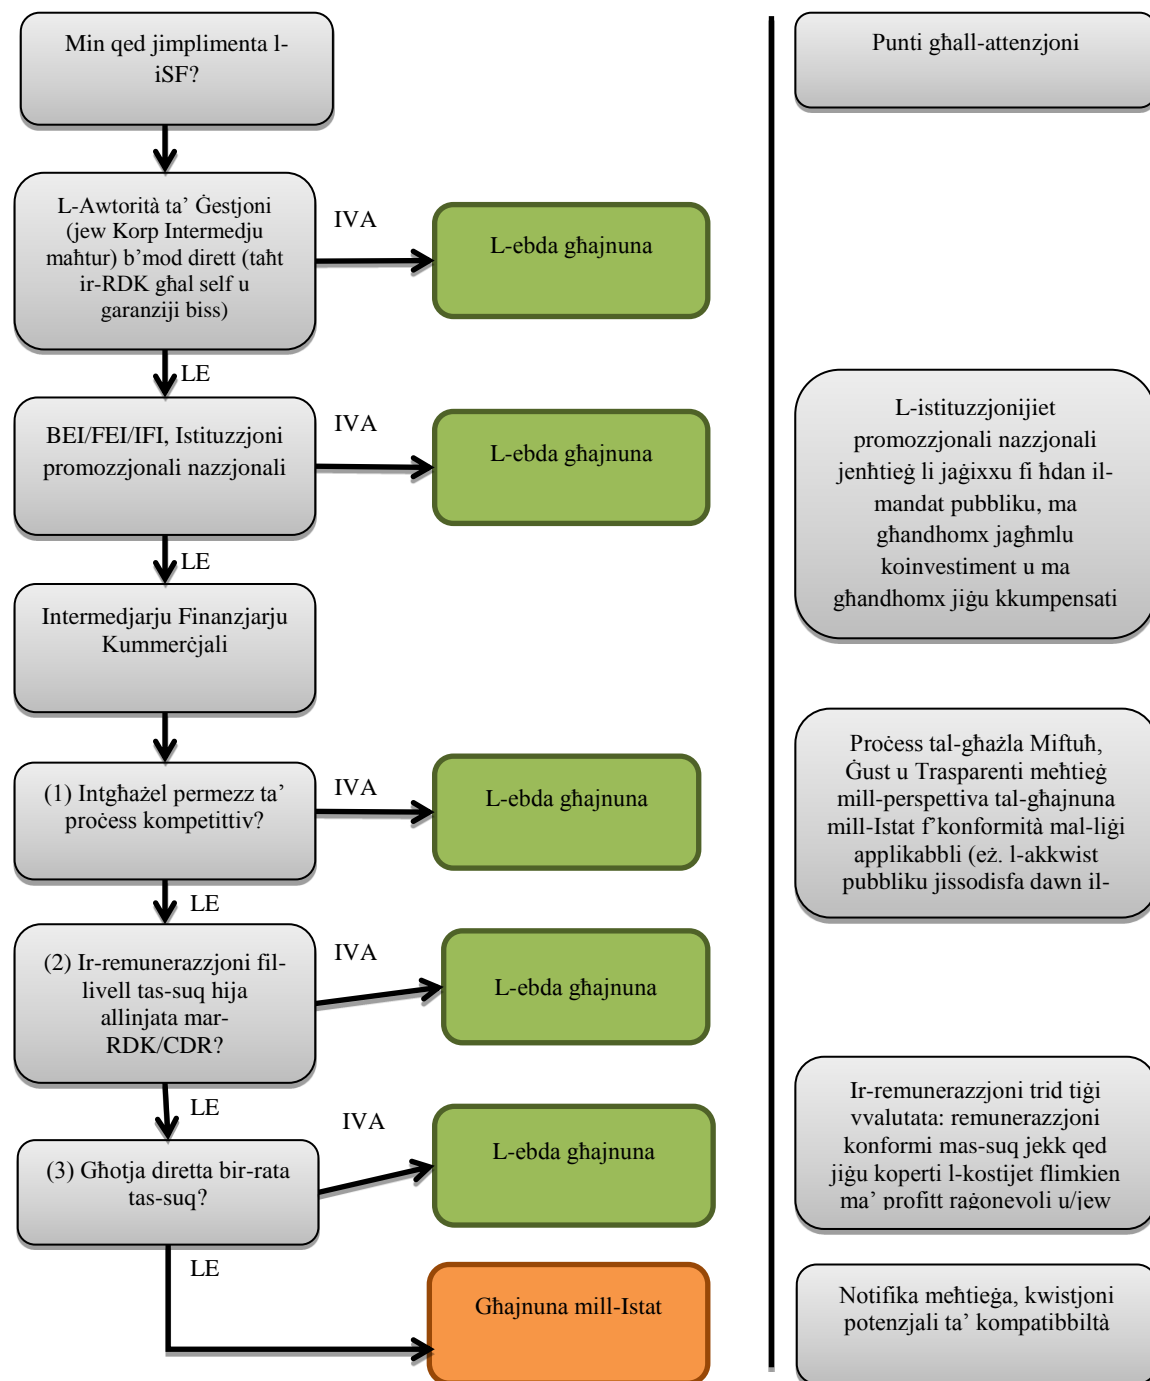 Min qed jimplimenta l-
iSF?
L-Awtorità ta’ Ġestjoni
(jew Korp Intermedju
maħtur) b’mod dirett (taħt
ir-RDK għal self u
garanziji biss)
IVA
L-ebda għajnuna
LE
BEI/FEI/IFI, Istituzzjoni
promozzjonali nazzjonali
IVA
L-ebda għajnuna
LE
Intermedjarju Finanzjarju
Kummerċjali
(1) Intgħażel permezz ta’
proċess kompetittiv?
IVA
L-ebda għajnuna
LE
(2) Ir-remunerazzjoni fil-
livell tas-suq hija
allinjata mar-
RDK/CDR?
IVA
L-ebda għajnuna
LE
(3) Għotja diretta bir-rata
tas-suq?
IVA
L-ebda għajnuna
LE
Għajnuna mill-Istat
Punti għall-attenzjoni
L-istituzzjonijiet
promozzjonali nazzjonali
jenħtieġ li jaġixxu fi ħdan il-
mandat pubbliku, ma
għandhomx jagħmlu
koinvestiment u ma
għandhomx jiġu kkumpensati
Proċess tal-għażla Miftuħ,
Ġust u Trasparenti meħtieġ
mill-perspettiva tal-għajnuna
mill-Istat f’konformità mal-liġi
applikabbli (eż. l-akkwist
pubbliku jissodisfa dawn il-
Ir-remunerazzjoni trid tiġi
vvalutata: remunerazzjoni
konformi mas-suq jekk qed
jiġu koperti l-kostijiet flimkien
ma’ profitt raġonevoli u/jew
Notifika meħtieġa, kwistjoni
potenzjali ta’ kompatibbiltà